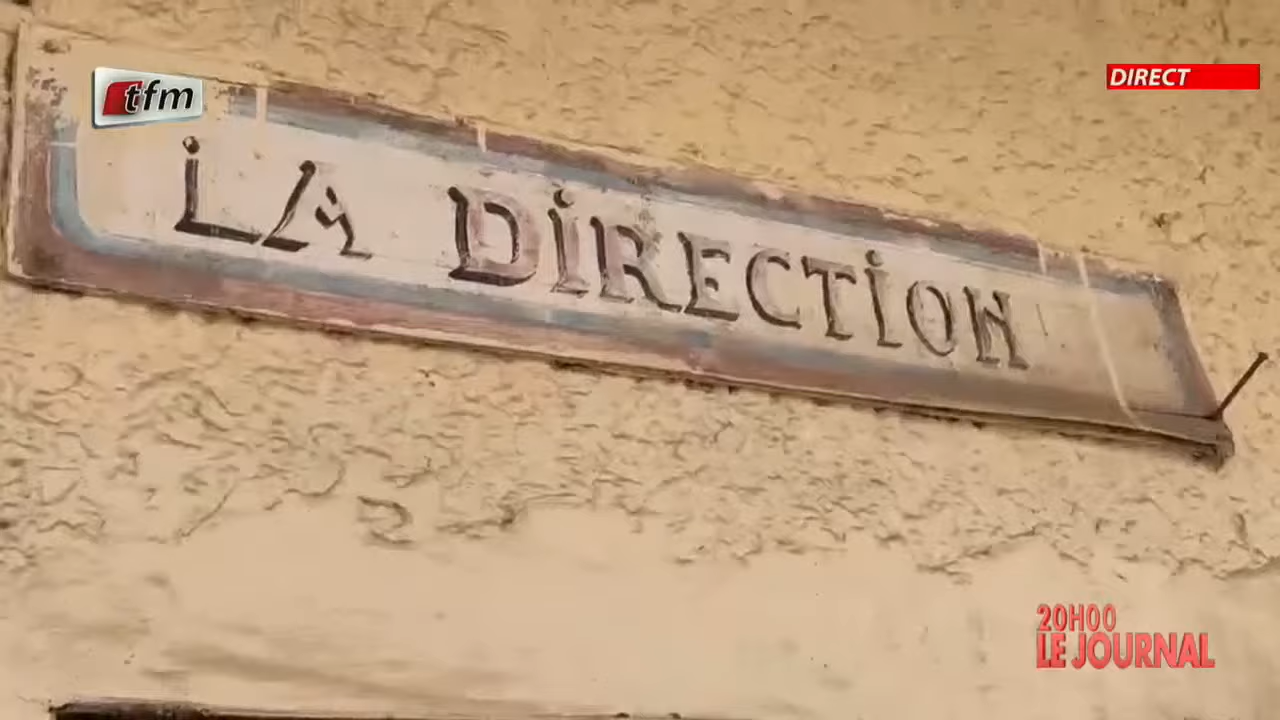 tfm
DIRECT
LA DIRECTION
20H00
LE JOURNAL